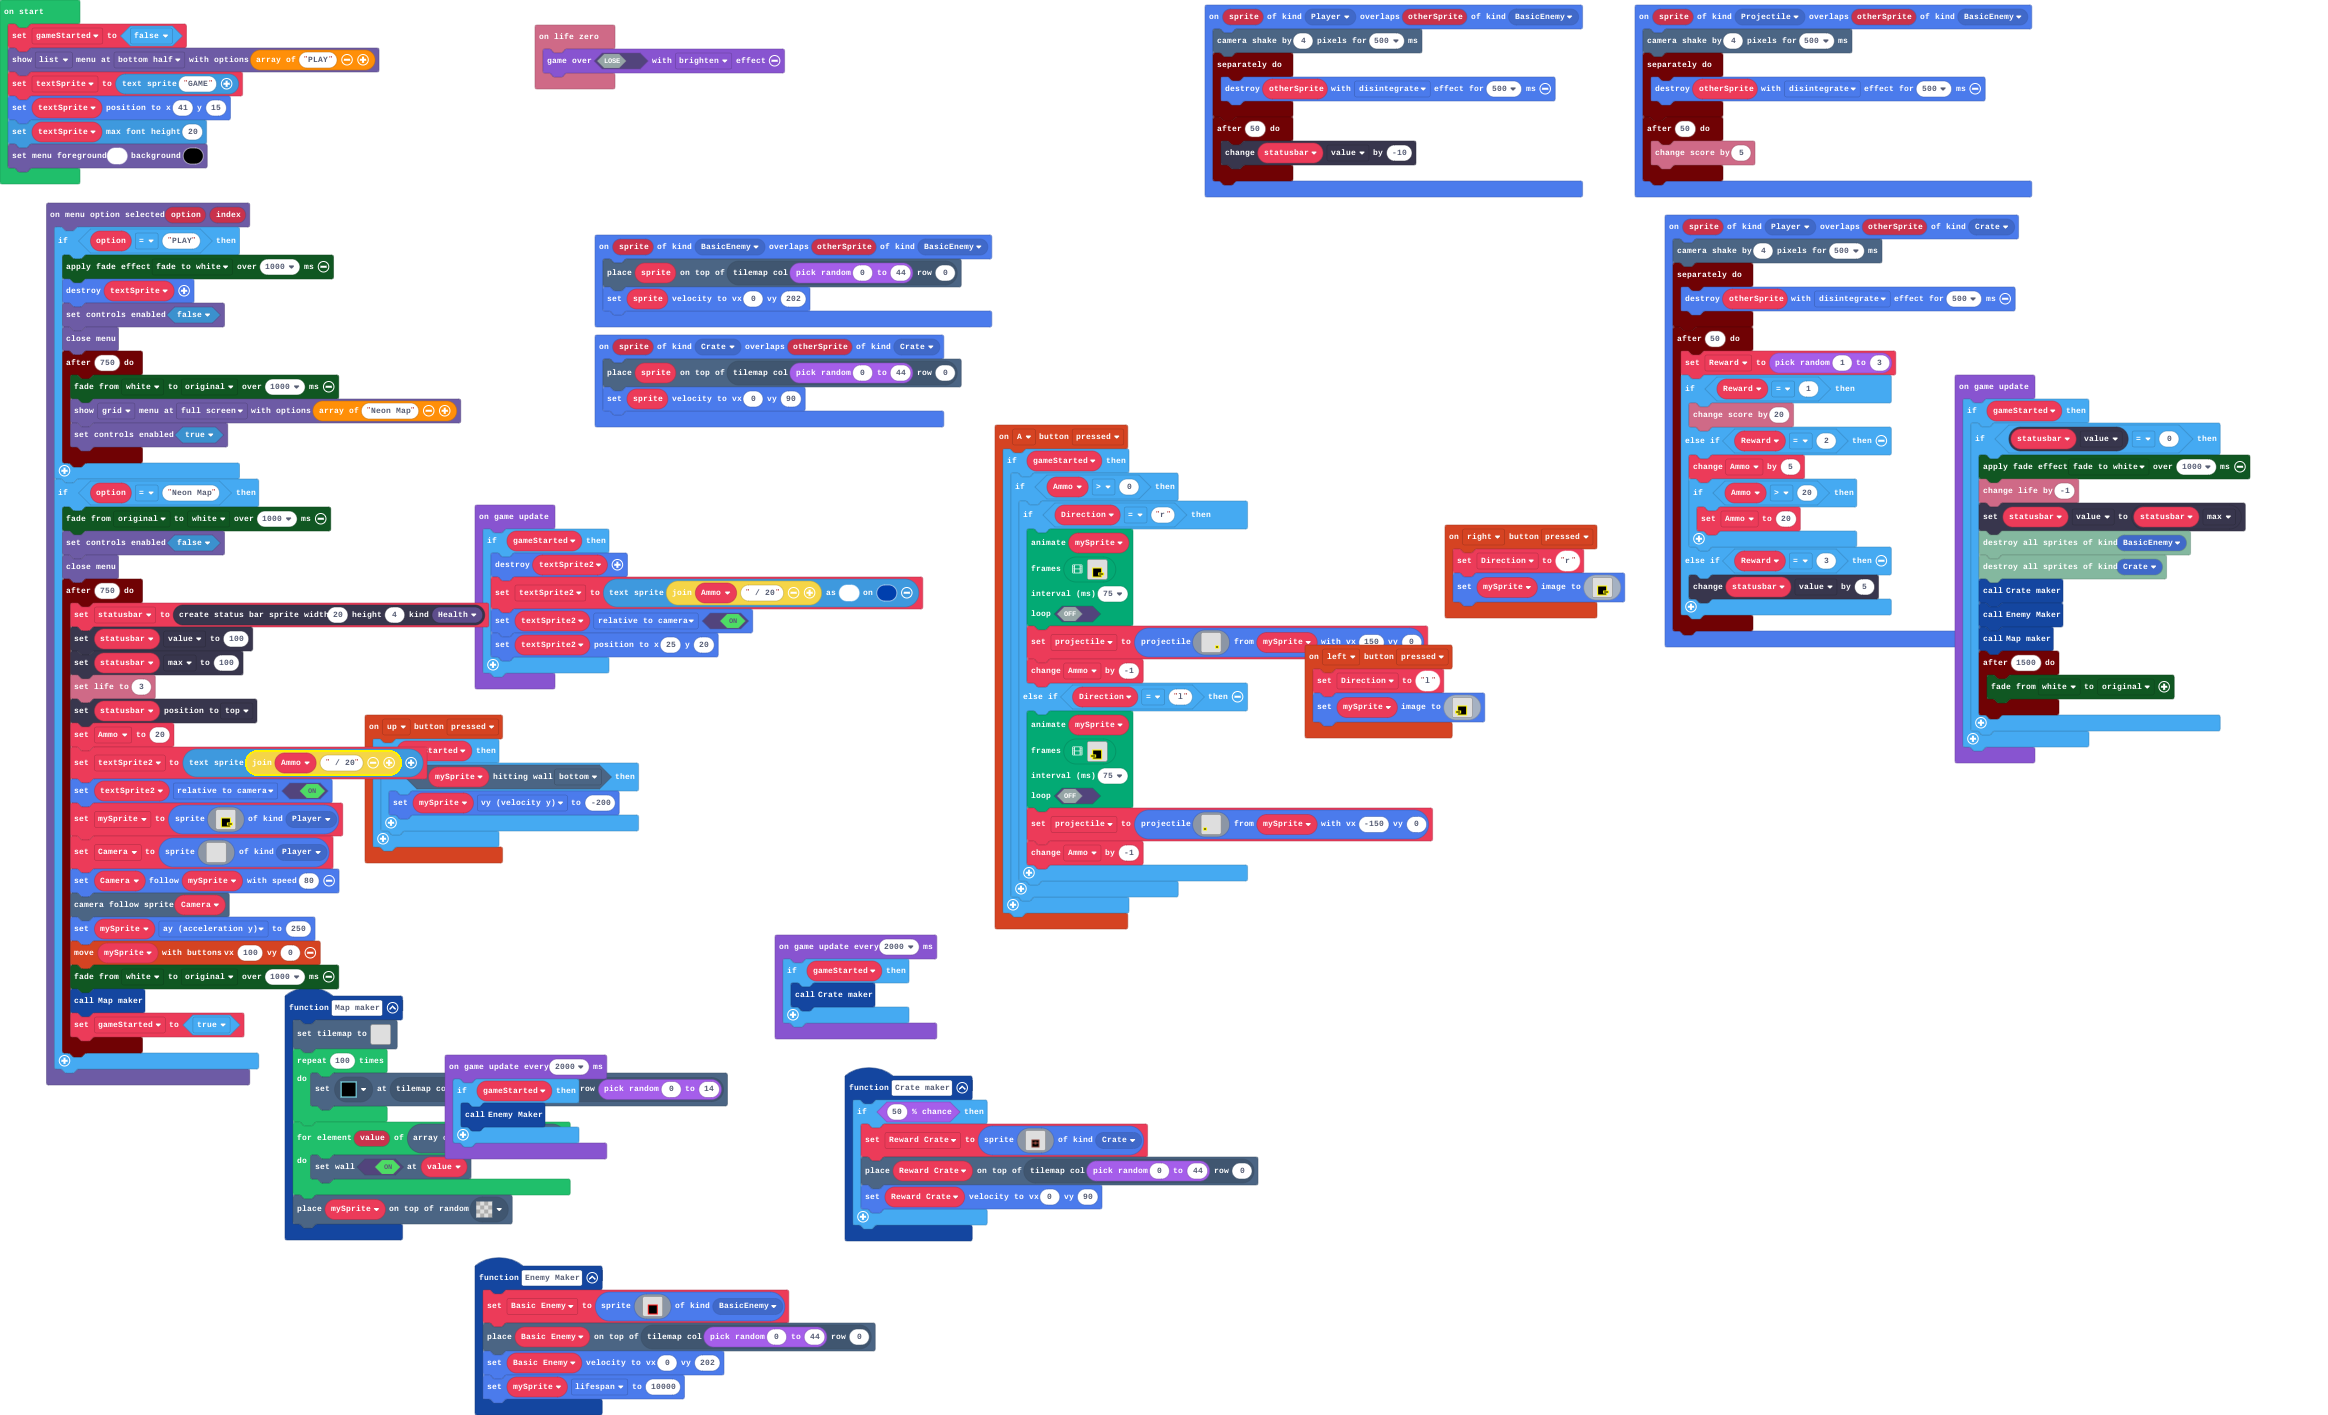 on start
set gameStarted to false
show list menu at bottom half with options array of "PLAY"
set textSprite to text sprite "GAME"
set textSprite position to x 41 y 15
set textSprite max font height 20
set menu foreground background
on life zero
game over LOSE with brighten effect
on sprite of kind Player overlaps otherSprite of kind BasicEnemy
camera shake by 4 pixels for 500 ms
separately do
destroy otherSprite with disintegrate effect for 500 ms
after 50 do
change statusbar value by -10
on sprite of kind Projectile overlaps otherSprite of kind BasicEnemy
camera shake by 4 pixels for 500 ms
separately do
destroy otherSprite with disintegrate effect for 500 ms
after 50 do
change score by 5
on menu option selected option index
if option = "PLAY" then
apply fade effect fade to white over 1000 ms
destroy textSprite
set controls enabled false
close menu
after 750 do
fade from white to original over 1000 ms
show grid menu at full screen with options array of "Neon Map"
set controls enabled true
if option = "Neon Map" then
fade from original to white over 1000 ms
set controls enabled false
close menu
after 750 do
set statusbar to create status bar sprite width 20 height 4 kind Health
set statusbar value to 100
set statusbar max to 100
set life to 3
set statusbar position to top
set Ammo to 20
set textSprite2 to text sprite join Ammo " / 20"
set textSprite2 relative to camera ON
set mySprite to sprite of kind Player
set Camera to sprite of kind Player
set Camera follow mySprite with speed 80
camera follow sprite Camera
set mySprite ay (acceleration y) to 250
move mySprite with buttons vx 100 vy 0
fade from white to original over 1000 ms
call Map maker
set gameStarted to true
on sprite of kind BasicEnemy overlaps otherSprite of kind BasicEnemy
place sprite on top of tilemap col pick random 0 to 44 row 0
set sprite velocity to vx 0 vy 202
on sprite of kind Crate overlaps otherSprite of kind Crate
place sprite on top of tilemap col pick random 0 to 44 row 0
set sprite velocity to vx 0 vy 90
on game update
if gameStarted then
destroy textSprite2
set textSprite2 to text sprite join Ammo " / 20" as on
set textSprite2 relative to camera ON
set textSprite2 position to x 25 y 20
on up button pressed
started then
mySprite hitting wall bottom then
set mySprite vy (velocity y) to -200
on A button pressed
if gameStarted then
if Ammo > 0 then
if Direction = "r" then
animate mySprite
frames
interval (ms) 75
loop OFF
set projectile to projectile from mySprite with vx 150 vy 0
change Ammo by -1
else if Direction = "l" then
animate mySprite
frames
interval (ms) 75
loop OFF
set projectile to projectile from mySprite with vx -150 vy 0
change Ammo by -1
on right button pressed
set Direction to "r"
set mySprite image to
on left button pressed
set Direction to "l"
set mySprite image to
on sprite of kind Player overlaps otherSprite of kind Crate
camera shake by 4 pixels for 500 ms
separately do
destroy otherSprite with disintegrate effect for 500 ms
after 50 do
set Reward to pick random 1 to 3
if Reward = 1 then
change score by 20
else if Reward = 2 then
change Ammo by 5
if Ammo > 20 then
set Ammo to 20
else if Reward = 3 then
change statusbar value by 5
on game update
if gameStarted then
if statusbar value = 0 then
apply fade effect fade to white over 1000 ms
change life by -1
set statusbar value to statusbar max
destroy all sprites of kind BasicEnemy
destroy all sprites of kind Crate
call Crate maker
call Enemy Maker
call Map maker
after 1500 do
fade from white to original
on game update every 2000 ms
if gameStarted then
call Crate maker
function Map maker
set tilemap to
repeat 100 times
do
set at tilemap row pick random 0 to 14
for element value of array
do
set wall ON at value
place mySprite on top of random
on game update every 2000 ms
if gameStarted then
call Enemy Maker
function Crate maker
if 50 % chance then
set Reward Crate to sprite of kind Crate
place Reward Crate on top of tilemap col pick random 0 to 44 row 0
set Reward Crate velocity to vx 0 vy 90
function Enemy Maker
set Basic Enemy to sprite of kind BasicEnemy
place Basic Enemy on top of tilemap col pick random 0 to 44 row 0
set Basic Enemy velocity to vx 0 vy 202
set mySprite lifespan to 10000